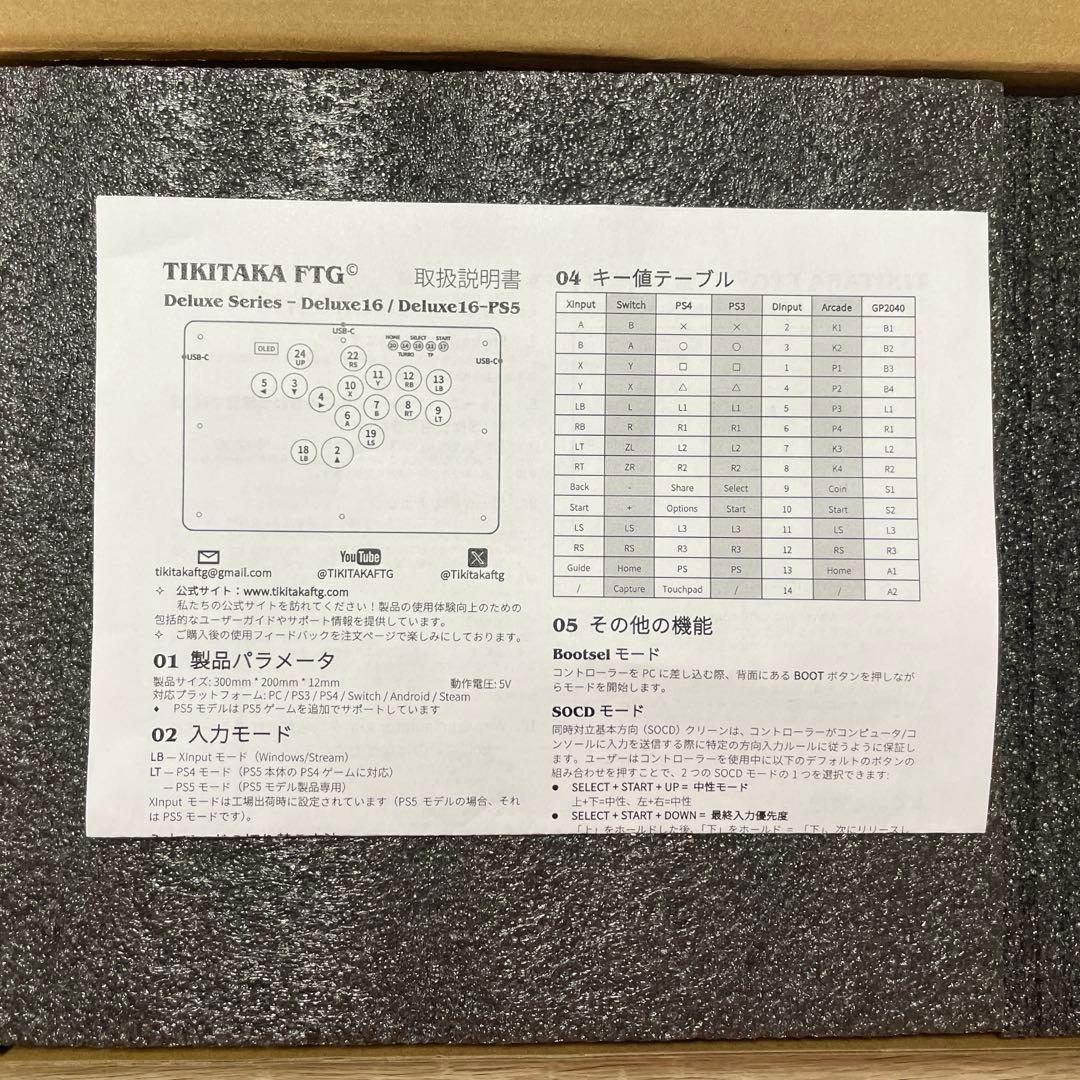 TIKITAKA FTG©
取扱説明書
Deluxe Series - Deluxe16 / Deluxe16-PS5
USB-C
USB-C
USB-C
OLED
HOME SELECT START
20 14 16 21 17
TURBO TP
24 UP
22 RS
5 ◀
3 ▼
4 ▶
10 X
11 Y
12 RB
13 LB
6 A
7 B
8 RT
9 LT
19 LS
18 LB
2 ▲
tikitakaftg@gmail.com
YouTube
@TIKITAKAFTG
X
@Tikitakaftg
✧ 公式サイト：www.tikitakaftg.com
私たちの公式サイトを訪れてください！製品の使用体験向上のための
包括的なユーザーガイドやサポート情報を提供しています。
✧ ご購入後の使用フィードバックを注文ページで楽しみにしております。
01 製品パラメータ
製品サイズ: 300mm * 200mm * 12mm 動作電圧: 5V
対応プラットフォーム: PC / PS3 / PS4 / Switch / Android / Steam
♦ PS5 モデルは PS5 ゲームを追加でサポートしています
02 入力モード
LB — XInput モード（Windows/Stream）
LT — PS4 モード（PS5 本体の PS4 ゲームに対応）
— PS5 モード（PS5 モデル製品専用）
XInput モードは工場出荷時に設定されています（PS5 モデルの場合、それ
は PS5 モードです）。
04 キー値テーブル
XInput Switch PS4 PS3 DInput Arcade GP2040
A B × × 2 K1 B1
B A ○ ○ 3 K2 B2
X Y □ □ 1 P1 B3
Y X △ △ 4 P2 B4
LB L L1 L1 5 P3 L1
RB R R1 R1 6 P4 R1
LT ZL L2 L2 7 K3 L2
RT ZR R2 R2 8 K4 R2
Back - Share Select 9 Coin S1
Start + Options Start 10 Start S2
LS LS L3 L3 11 LS L3
RS RS R3 R3 12 RS R3
Guide Home PS PS 13 Home A1
/ Capture Touchpad / 14 / A2
05 その他の機能
Bootsel モード
コントローラーを PC に差し込む際、背面にある BOOT ボタンを押しなが
らモードを開始します。
SOCD モード
同時対立基本方向（SOCD）クリーンは、コントローラーがコンピュータ/コ
ンソールに入力を送信する際に特定の方向入力ルールに従うように保証し
ます。ユーザーはコントローラーを使用中に以下のデフォルトのボタンの
組み合わせを押すことで、2 つの SOCD モードの 1 つを選択できます:
● SELECT + START + UP = 中性モード
上+下=中性、左+右=中性
● SELECT + START + DOWN = 最終入力優先度
「上」をホールドした後、「下」をホールド = 「下」、次にリリースし